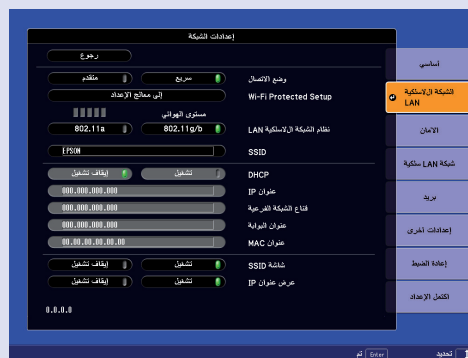 إعدادات الشبكة
رجوع
وضع الاتصال
سريع
متقدم
Wi-Fi Protected Setup
إلى معالج الإعداد
مستوى الهوائي
نظام الشبكة الاسلكية LAN
802.11g/b
802.11a
SSID
EPSON
DHCP
تشغيل
إيقاف تشغيل
عنوان IP
000.000.000.000
قناع الشبكة الفرعية
000.000.000.000
عنوان البوابة
000.000.000.000
عنوان MAC
00.00.00.00.00.00
شاشة SSID
تشغيل
إيقاف تشغيل
عرض عنوان IP
تشغيل
إيقاف تشغيل
0.0.0.0
أساسي
الشبكة الاسلكية
LAN
الأمان
شبكة LAN سلكية
بريد
إعدادات أخرى
إعادة الضبط
اكتمل الإعداد
تحديد
Enter تم